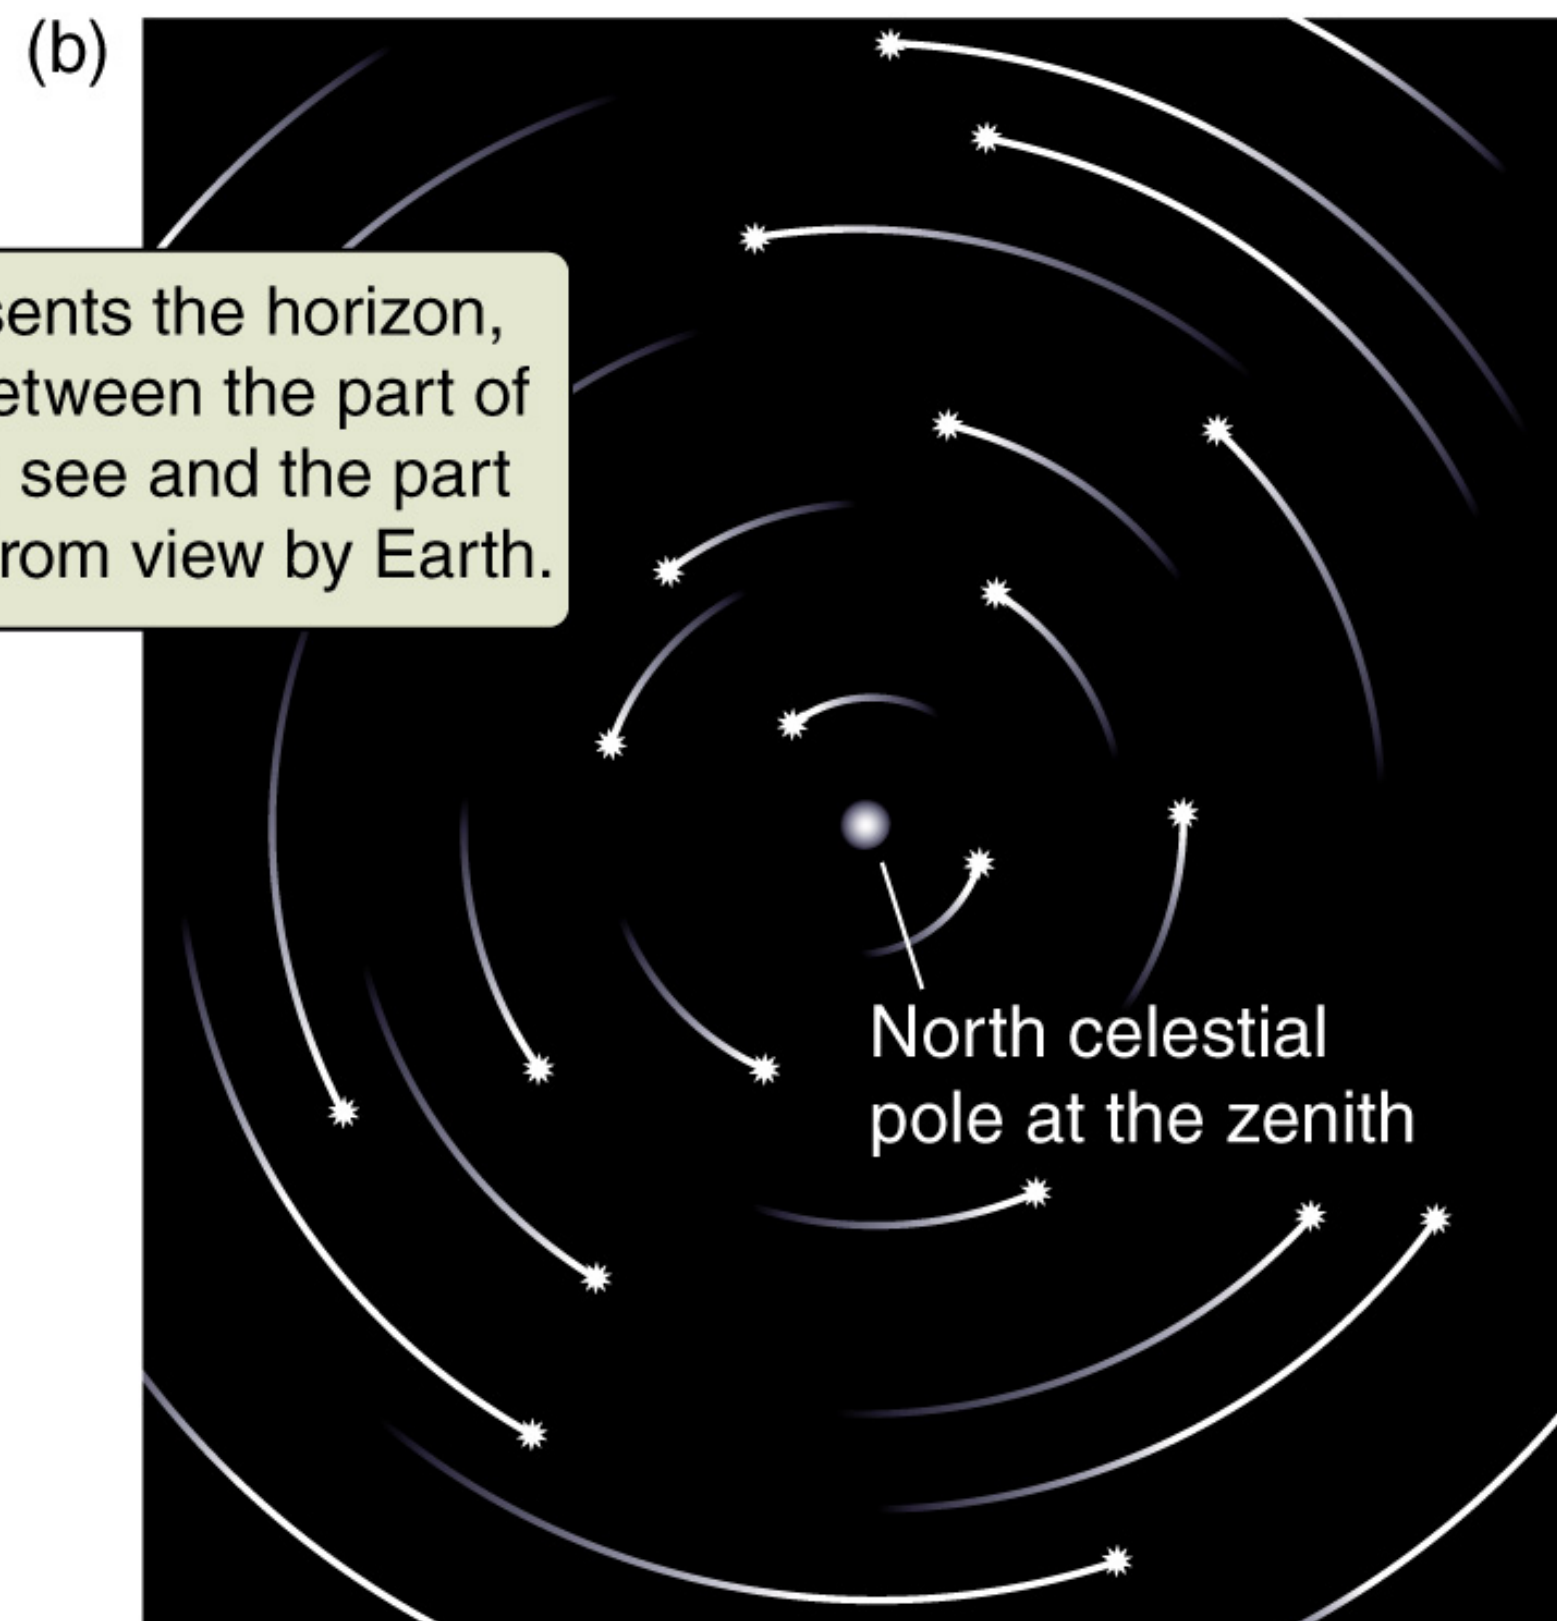 (b)
sents the horizon,
etween the part of
see and the part
rom view by Earth.
North celestial
pole at the zenith